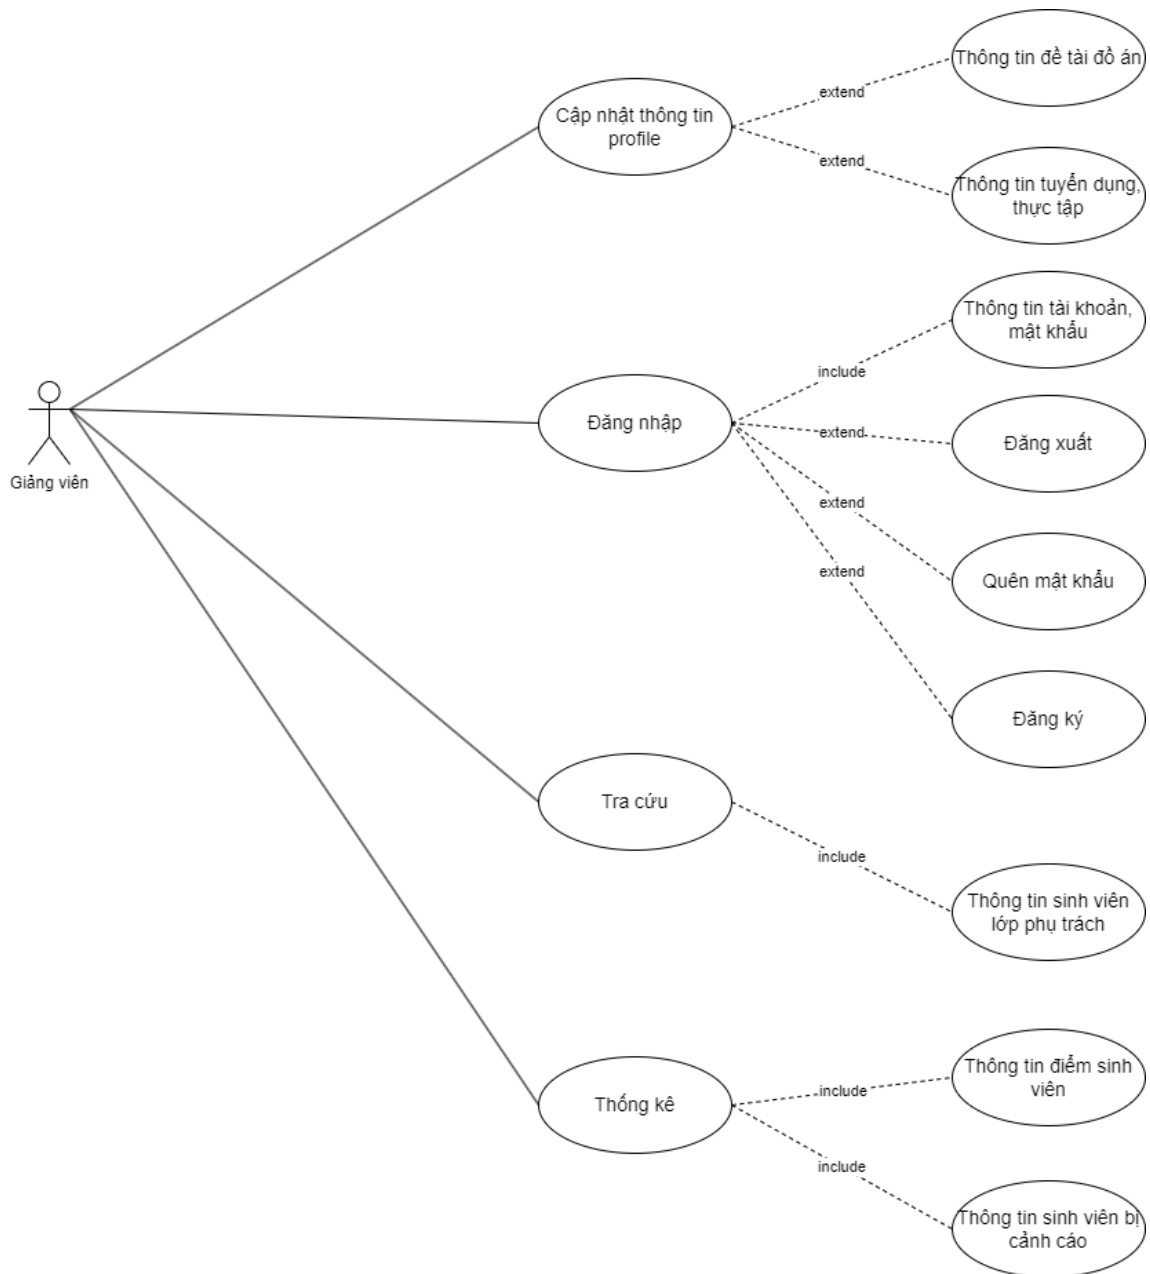 Thông tin đề tài đồ án
extend
Cập nhật thông tin
profile
extend
Thông tin tuyển dụng,
thực tập
Thông tin tài khoản,
mật khẩu
include
Đăng nhập
extend
Đăng xuất
Giảng viên
extend
Quên mật khẩu
extend
Đăng ký
Tra cứu
include
Thông tin sinh viên
lớp phụ trách
Thông tin điểm sinh
viên
include
Thống kê
include
Thông tin sinh viên bị
cảnh cáo